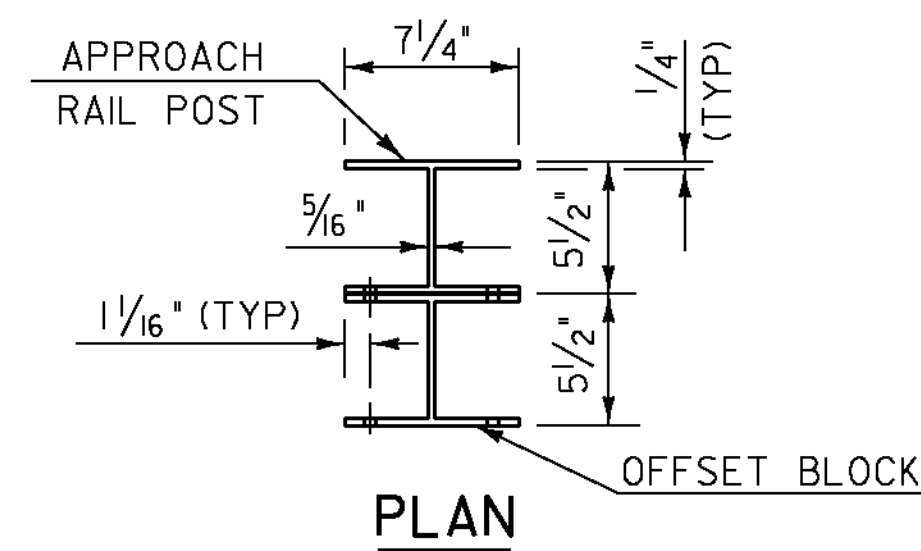 7 1/4"
APPROACH
RAIL POST
1/4"
(TYP)
5/16"
5 1/2"
1 1/16" (TYP)
5 1/2"
OFFSET BLOCK
PLAN